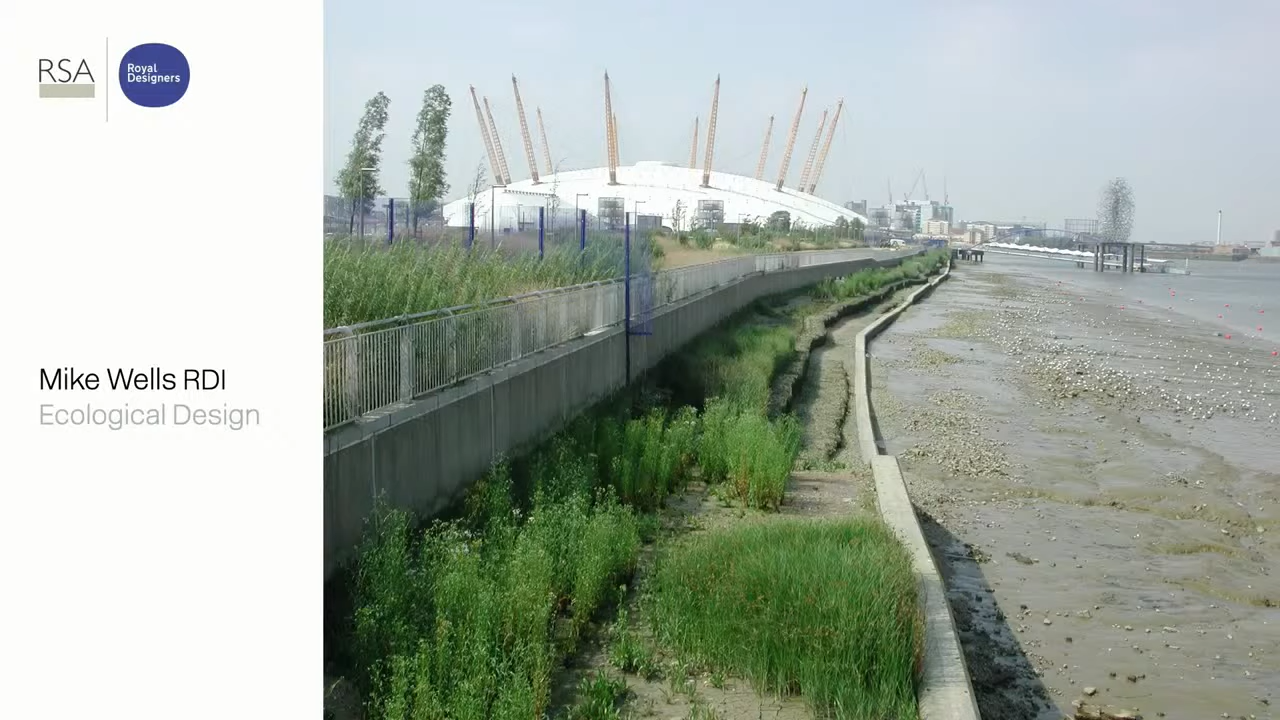 RSA
Royal
Designers
Mike Wells RDI
Ecological Design